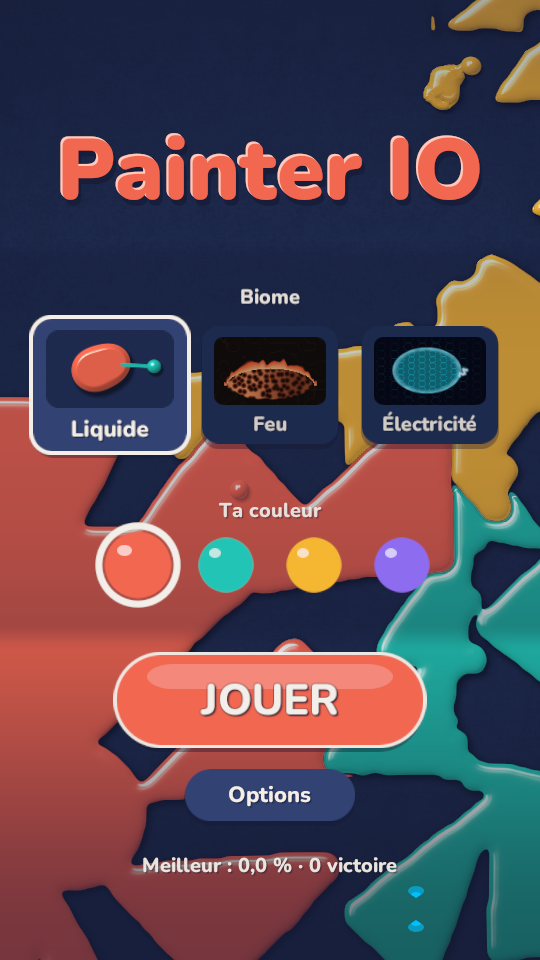 Painter IO
Biome
Liquide
Feu
Électricité
Ta couleur
JOUER
Options
Meilleur : 0,0 % · 0 victoire